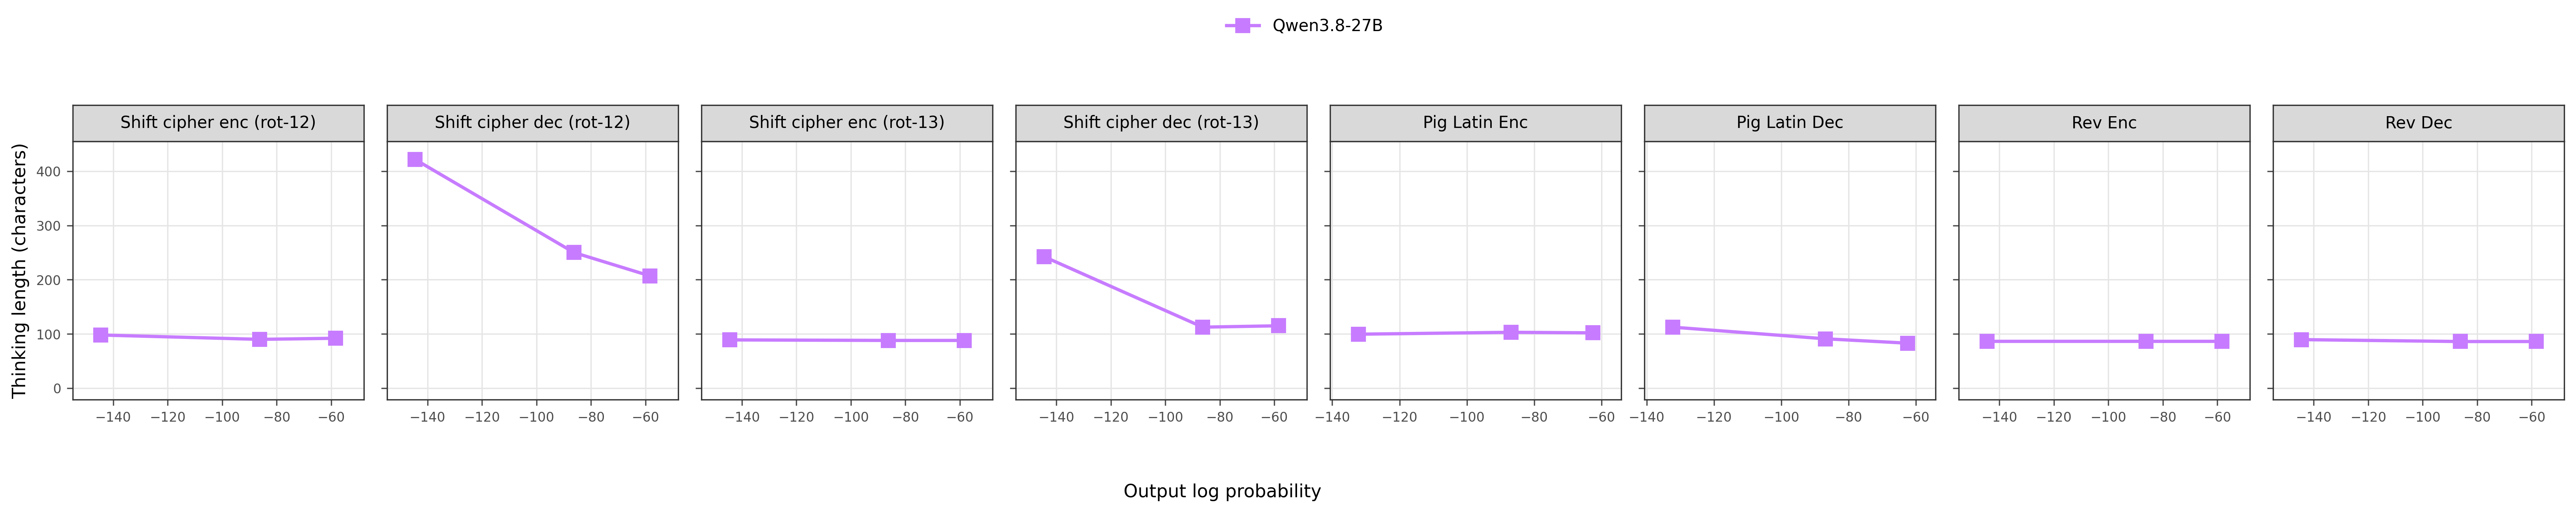 Qwen3.8-27B
Shift cipher enc (rot-12)
Shift cipher dec (rot-12)
Shift cipher enc (rot-13)
Shift cipher dec (rot-13)
Pig Latin Enc
Pig Latin Dec
Rev Enc
Rev Dec
Thinking length (characters)
400
300
200
100
0
−140 −120 −100 −80 −60
−140 −120 −100 −80 −60
−140 −120 −100 −80 −60
−140 −120 −100 −80 −60
−140 −120 −100 −80 −60
−140 −120 −100 −80 −60
−140 −120 −100 −80 −60
−140 −120 −100 −80 −60
Output log probability